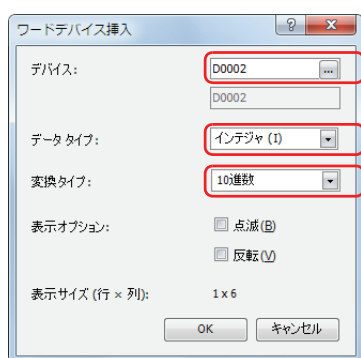 ワードデバイス挿入
デバイス: D0002 ...
D0002
データ タイプ: インテジャ (I)
変換タイプ: 10進数
表示オプション: 点滅(B)
反転(V)
表示サイズ (行 × 列): 1 x 6
OK キャンセル